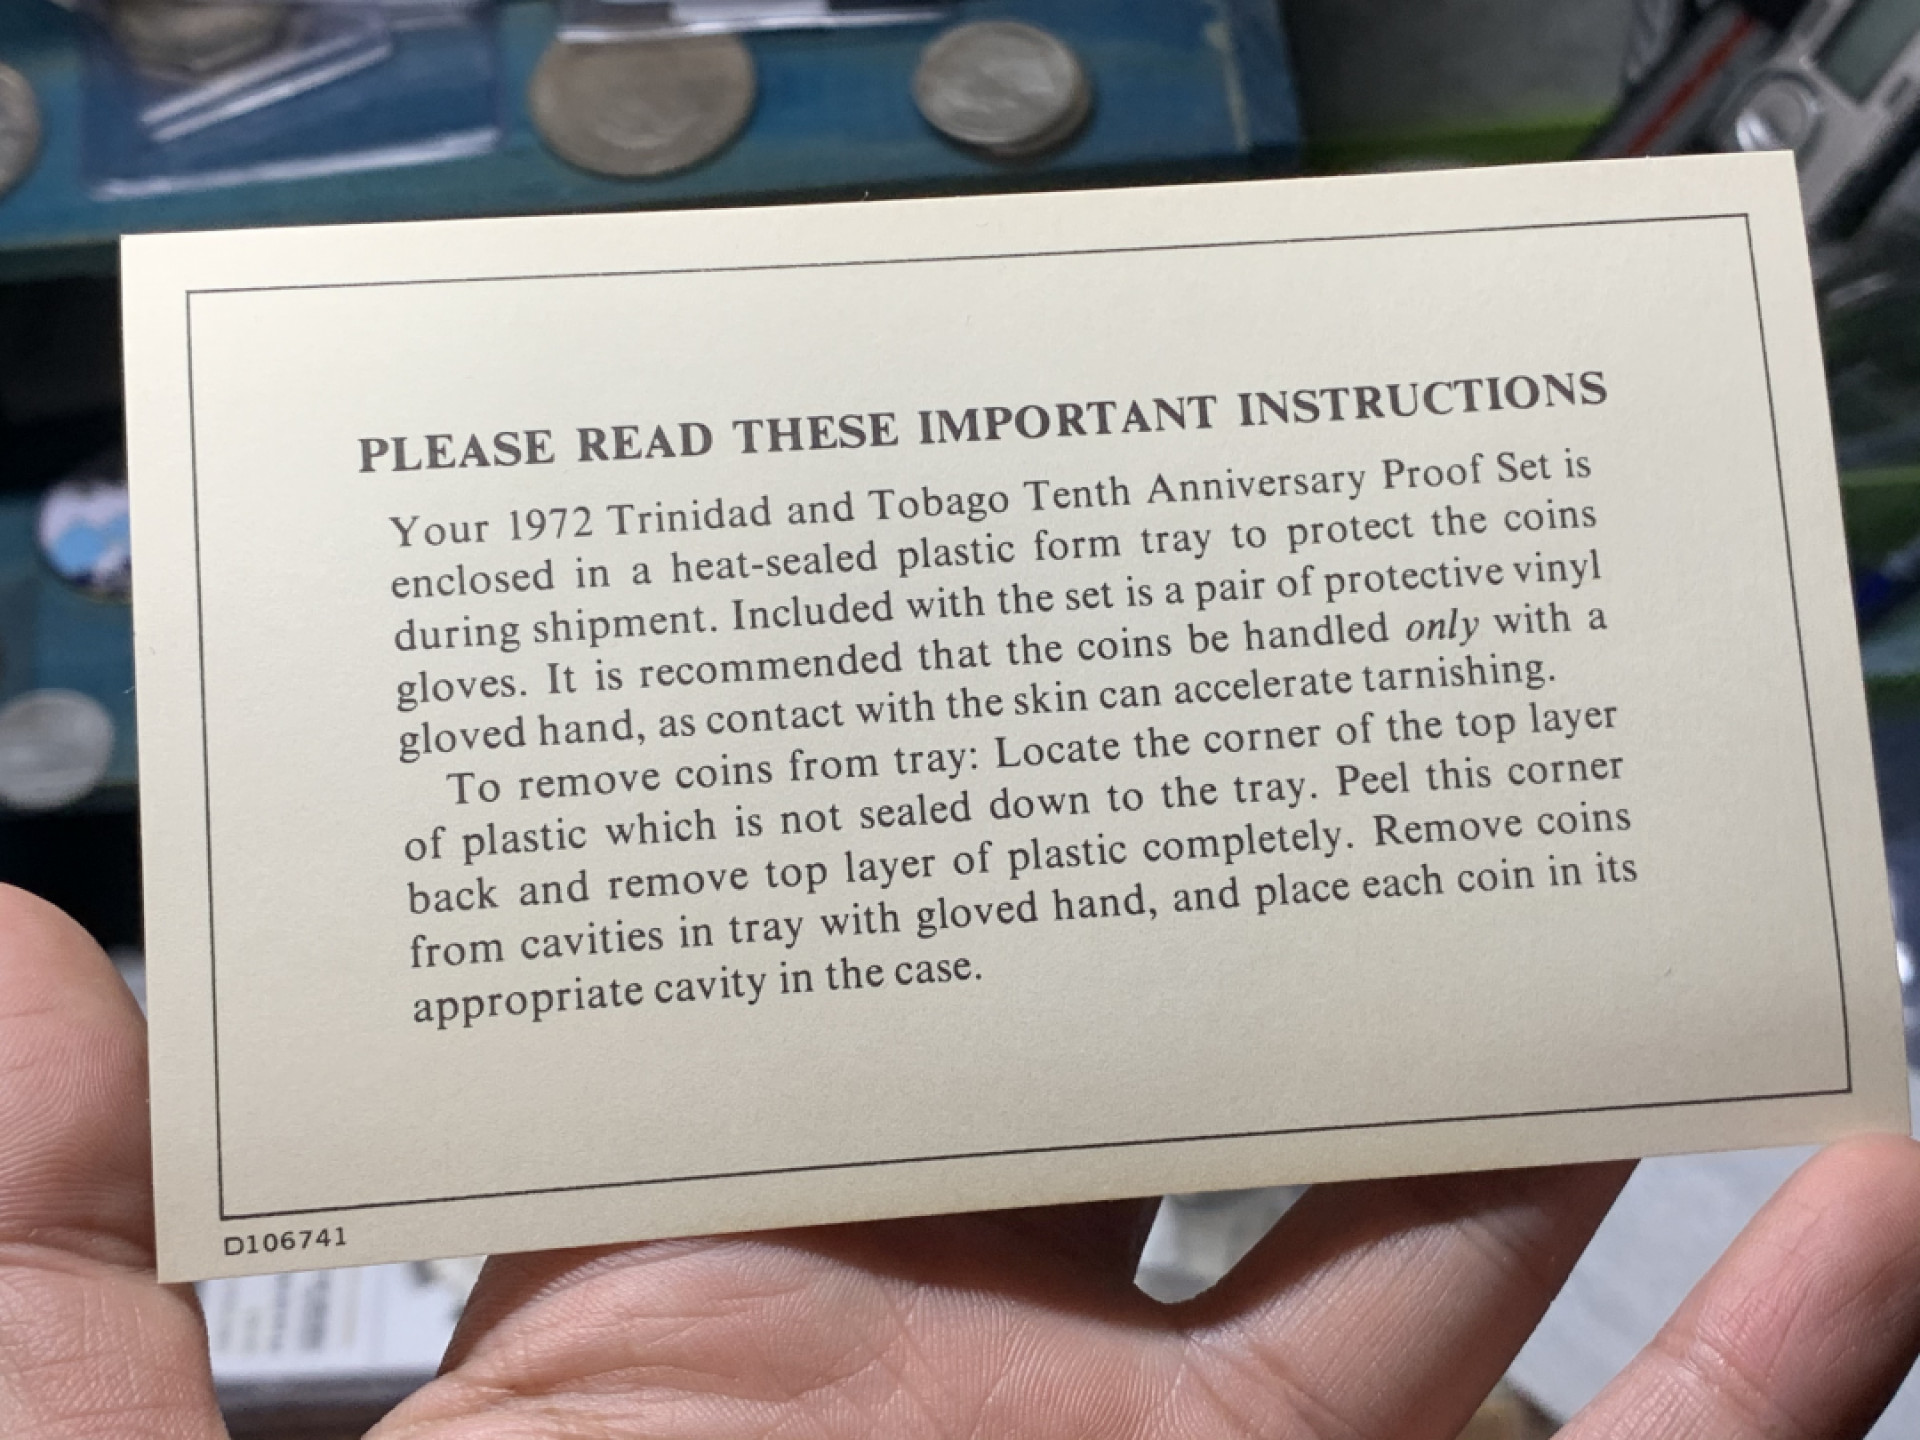 PLEASE READ THESE IMPORTANT INSTRUCTIONS
Your 1972 Trinidad and Tobago Tenth Anniversary Proof Set is
enclosed in a heat-sealed plastic form tray to protect the coins
during shipment. Included with the set is a pair of protective vinyl
gloves. It is recommended that the coins be handled only with a
gloved hand, as contact with the skin can accelerate tarnishing.
To remove coins from tray: Locate the corner of the top layer
of plastic which is not sealed down to the tray. Peel this corner
back and remove top layer of plastic completely. Remove coins
from cavities in tray with gloved hand, and place each coin in its
appropriate cavity in the case.
D106741